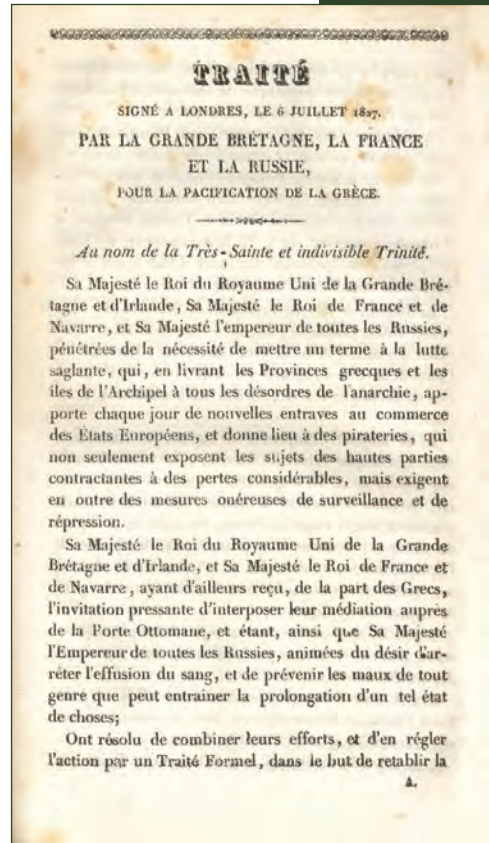 TRAITÉ
SIGNÉ A LONDRES, LE 6 JUILLET 1827.
PAR LA GRANDE BRÉTAGNE, LA FRANCE
ET LA RUSSIE,
POUR LA PACIFICATION DE LA GRÈCE.
Au nom de la Très-Sainte et indivisible Trinité.
Sa Majesté le Roi du Royaume Uni de la Grande Bré-
tagne et d'Irlande, Sa Majesté le Roi de France et de
Navarre, et Sa Majesté l'empereur de toutes les Russies,
pénétrées de la nécessité de mettre un terme à la lutte
saglante, qui, en livrant les Provinces grecques et les
îles de l'Archipel à tous les désordres de l'anarchie, ap-
porte chaque jour de nouvelles entraves au commerce
des États Européens, et donne lieu à des pirateries, qui
non seulement exposent les sujets des hautes parties
contractantes à des pertes considérables, mais exigent
en outre des mesures onéreuses de surveillance et de
répression.
Sa Majesté le Roi du Royaume Uni de la Grande
Brétagne et d'Irlande, et Sa Majesté le Roi de France et
de Navarre, ayant d'ailleurs reçu, de la part des Grecs,
l'invitation pressante d'interposer leur médiation auprès
de la Porte Ottomane, et étant, ainsi que Sa Majesté
l'Empereur de toutes les Russies, animées du désir d'ar-
rêter l'effusion du sang, et de prévenir les maux de tout
genre que peut entrainer la prolongation d'un tel état
de choses;
Ont résolu de combiner leurs efforts, et d'en régler
l'action par un Traité Formel, dans le but de retablir la
A.